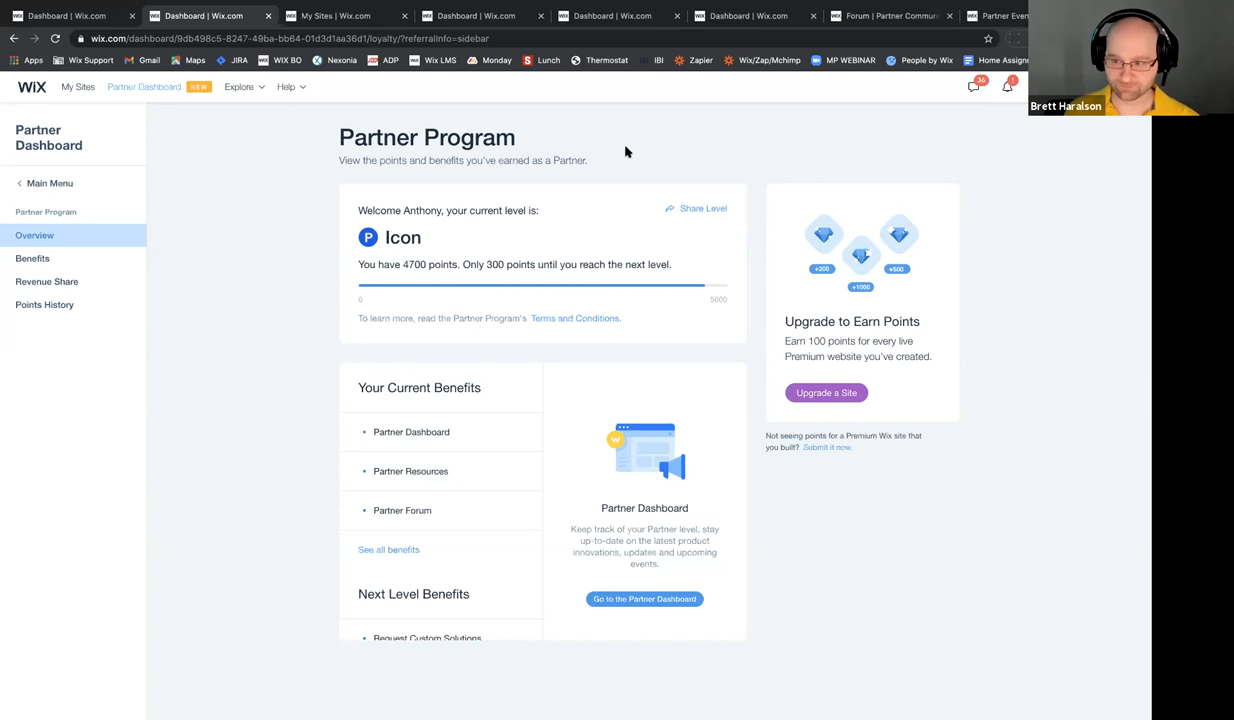 Dashboard | Wix.com
Dashboard | Wix.com
My Sites | Wix.com
Dashboard | Wix.com
Dashboard | Wix.com
Dashboard | Wix.com
Forum | Partner Commun
Partner Even
wix.com/dashboard/9db498c5-8247-49ba-bb64-01d3d1aa36d1/loyalty/?referralInfo=sidebar
Apps Wix Support Gmail Maps JIRA WIX BO Nexonia ADP Wix LMS Monday Lunch Thermostat IBI Zapier Wix/Zap/Mchimp MP WEBINAR People by Wix Home Assign
Brett Haralson
WiX My Sites Partner Dashboard NEW Explore Help 36 !
Partner
Dashboard
Main Menu
Partner Program
Overview
Benefits
Revenue Share
Points History
Partner Program
View the points and benefits you've earned as a Partner.
Welcome Anthony, your current level is:
Share Level
P Icon
You have 4700 points. Only 300 points until you reach the next level.
0 5000
To learn more, read the Partner Program's Terms and Conditions.
+200 +500
+1000
Upgrade to Earn Points
Earn 100 points for every live
Premium website you've created.
Upgrade a Site
Not seeing points for a Premium Wix site that
you built? Submit it now.
Your Current Benefits
Partner Dashboard
Partner Resources
Partner Forum
See all benefits
Next Level Benefits
Request Custom Solutions
W
Partner Dashboard
Keep track of your Partner level, stay
up-to-date on the latest product
innovations, updates and upcoming
events.
Go to the Partner Dashboard